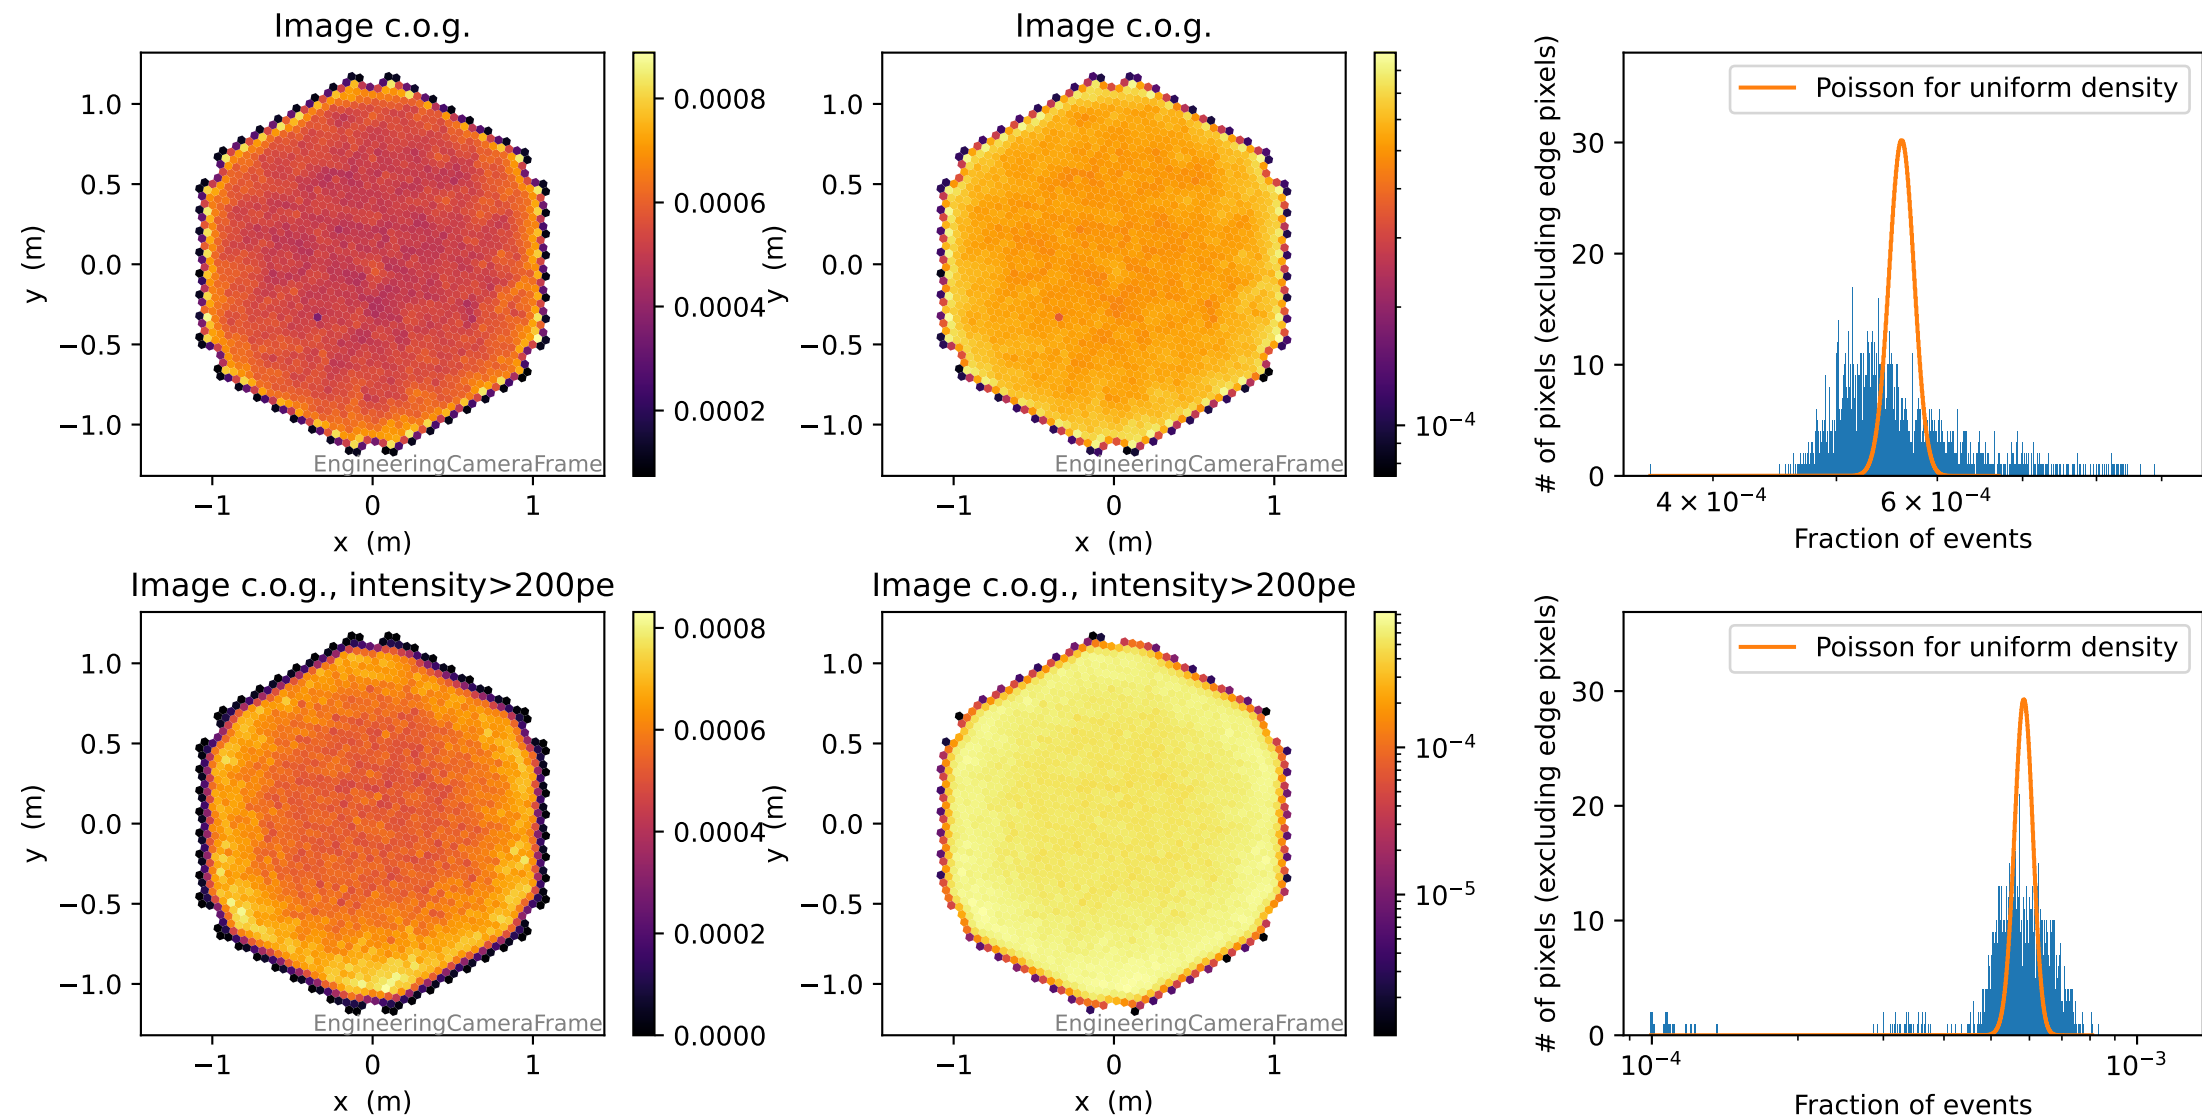 Image c.o.g.
y (m)
1.0
0.5
0.0
−0.5
−1.0
−1 0 1
x (m)
EngineeringCameraFrame
0.0008
0.0006
0.0004
0.0002
Image c.o.g.
y (m)
1.0
0.5
0.0
−0.5
−1.0
−1 0 1
x (m)
EngineeringCameraFrame
10−4
# of pixels (excluding edge pixels)
30
20
10
0
Poisson for uniform density
4 × 10−4 6 × 10−4
Fraction of events
Image c.o.g., intensity>200pe
y (m)
1.0
0.5
0.0
−0.5
−1.0
−1 0 1
x (m)
EngineeringCameraFrame
0.0008
0.0006
0.0004
0.0002
0.0000
Image c.o.g., intensity>200pe
y (m)
1.0
0.5
0.0
−0.5
−1.0
−1 0 1
x (m)
EngineeringCameraFrame
10−4
10−5
# of pixels (excluding edge pixels)
30
20
10
0
Poisson for uniform density
10−4 10−3
Fraction of events